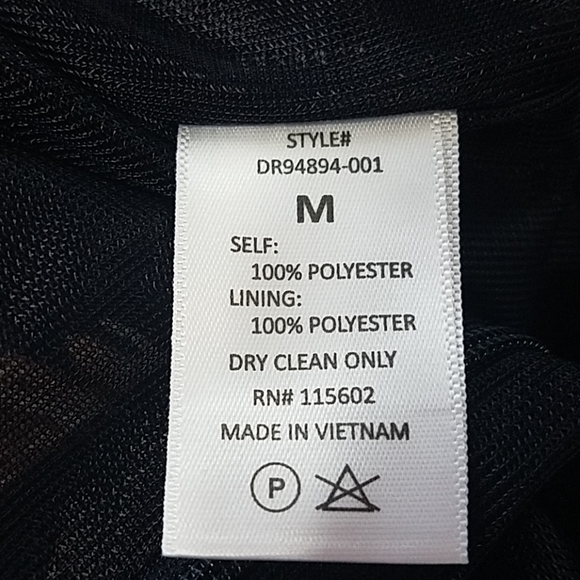 STYLE#
DR94894-001
M
SELF:
100% POLYESTER
LINING:
100% POLYESTER
DRY CLEAN ONLY
RN# 115602
MADE IN VIETNAM
P